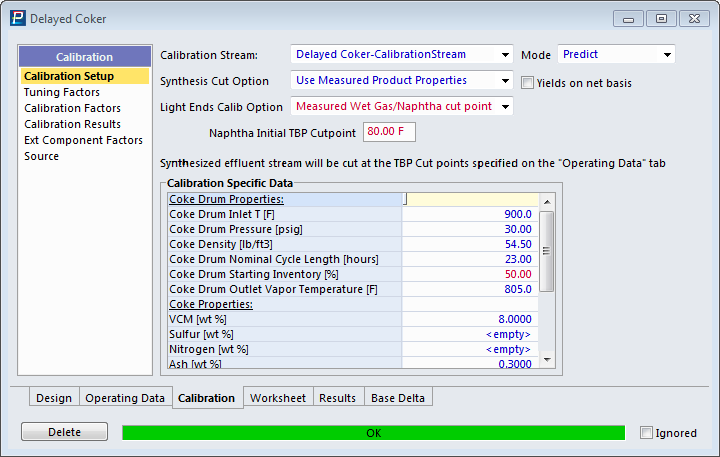 Delayed Coker
Calibration
Calibration Setup
Tuning Factors
Calibration Factors
Calibration Results
Ext Component Factors
Source
Calibration Stream: Delayed Coker-CalibrationStream Mode Predict
Synthesis Cut Option Use Measured Product Properties Yields on net basis
Light Ends Calib Option Measured Wet Gas/Naphtha cut point
Naphtha Initial TBP Cutpoint 80.00 F
Synthesized effluent stream will be cut at the TBP Cut points specified on the "Operating Data" tab
Calibration Specific Data
Coke Drum Properties:
Coke Drum Inlet T [F] 900.0
Coke Drum Pressure [psig] 30.00
Coke Density [lb/ft3] 54.50
Coke Drum Nominal Cycle Length [hours] 23.00
Coke Drum Starting Inventory [%] 50.00
Coke Drum Outlet Vapor Temperature [F] 805.0
Coke Properties:
VCM [wt %] 8.0000
Sulfur [wt %] <empty>
Nitrogen [wt %] <empty>
Ash [wt %] 0.3000
Design Operating Data Calibration Worksheet Results Base Delta
Delete OK Ignored